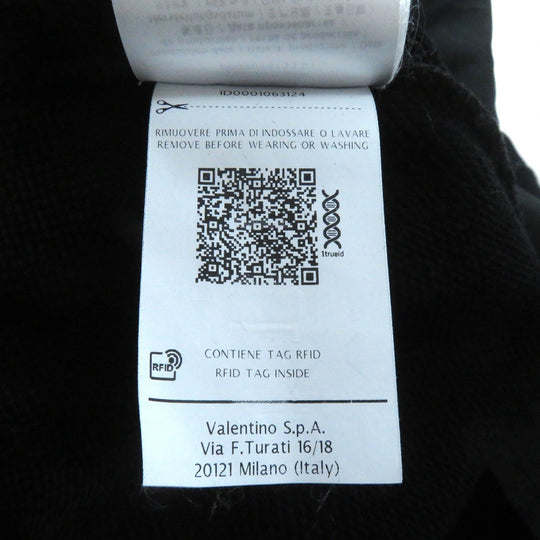 ID0001063124
RIMUOVERE PRIMA DI INDOSSARE O LAVARE
REMOVE BEFORE WEARING OR WASHING
1trueid
RFID
CONTIENE TAG RFID
RFID TAG INSIDE
Valentino S.p.A.
Via F.Turati 16/18
20121 Milano (Italy)